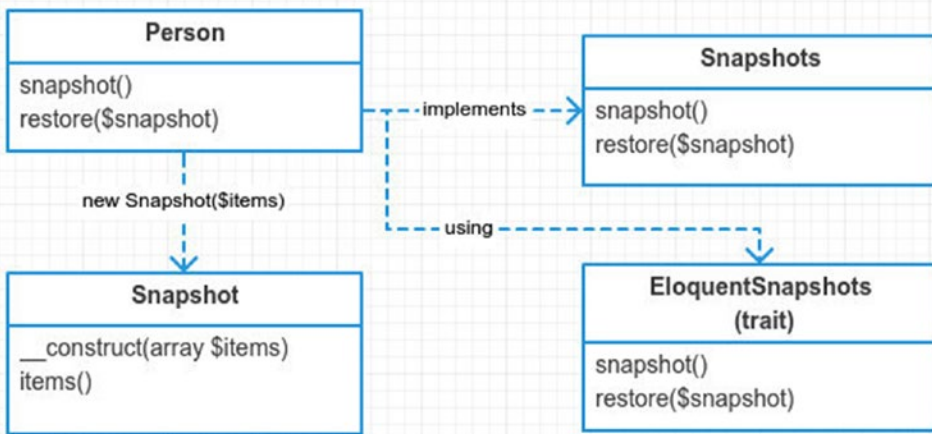 Person
snapshot()
restore($snapshot)
implements
Snapshots
snapshot()
restore($snapshot)
new Snapshot($items)
using
Snapshot
__construct(array $items)
items()
EloquentSnapshots
(trait)
snapshot()
restore($snapshot)